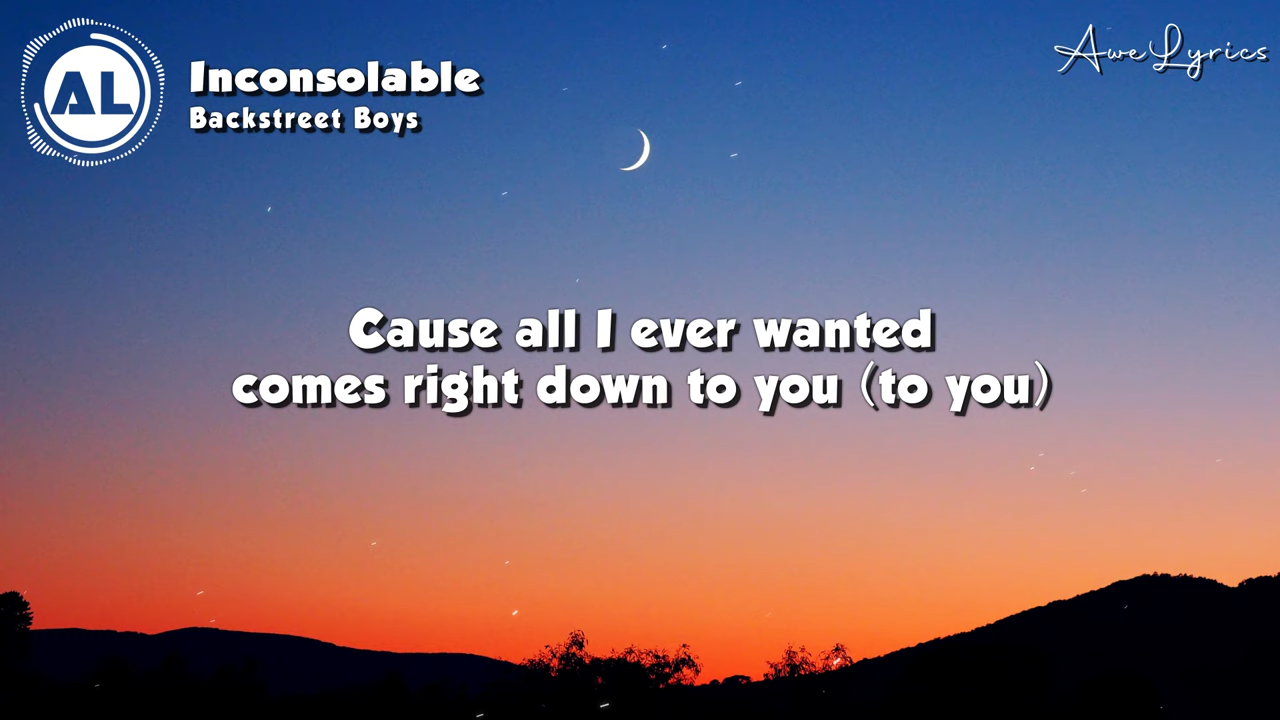 AL
Inconsolable
Backstreet Boys
AweLyrics
Cause all I ever wanted
comes right down to you (to you)